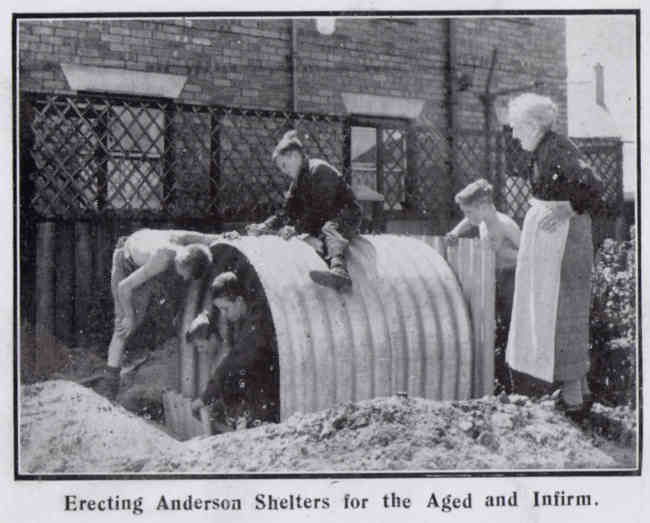 Erecting Anderson Shelters for the Aged and Infirm.